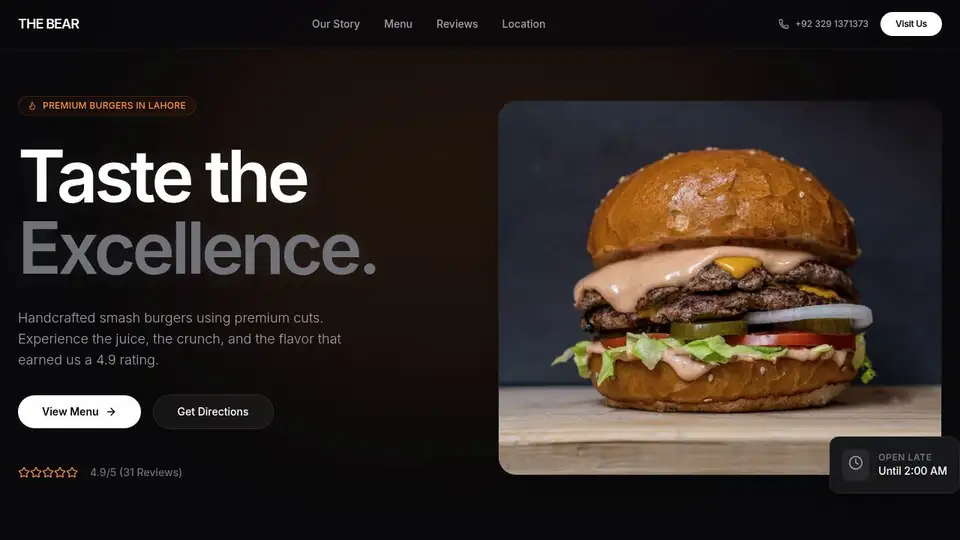 THE BEAR
Our Story
Menu
Reviews
Location
+92 329 1371373
Visit Us
PREMIUM BURGERS IN LAHORE
Taste the
Excellence.
Handcrafted smash burgers using premium cuts.
Experience the juice, the crunch, and the flavor that
earned us a 4.9 rating.
View Menu
Get Directions
4.9/5 (31 Reviews)
OPEN LATE
Until 2:00 AM